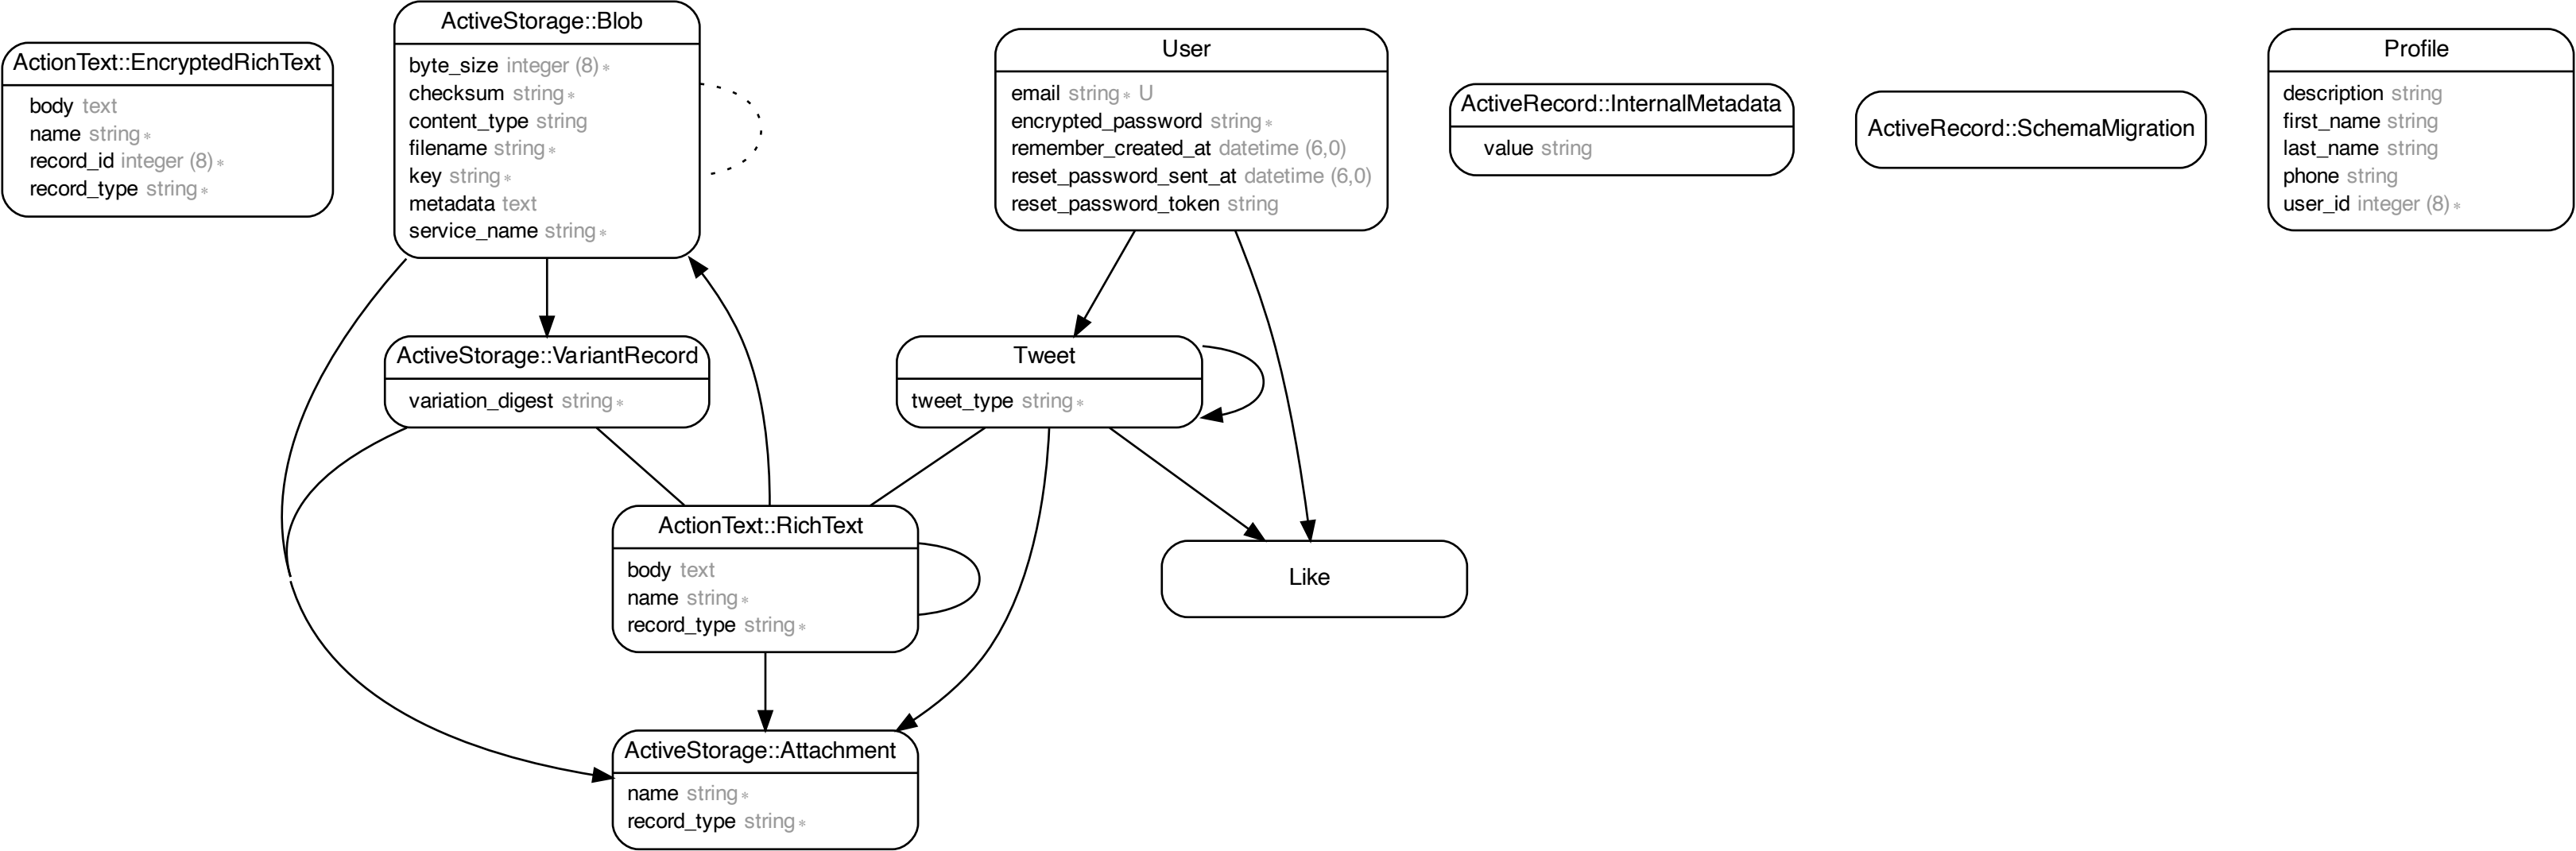 ActionText::EncryptedRichText
body text
name string *
record_id integer (8) *
record_type string *
ActiveStorage::Blob
byte_size integer (8) *
checksum string *
content_type string
filename string *
key string *
metadata text
service_name string *
User
email string * U
encrypted_password string *
remember_created_at datetime (6,0)
reset_password_sent_at datetime (6,0)
reset_password_token string
ActiveRecord::InternalMetadata
value string
ActiveRecord::SchemaMigration
Profile
description string
first_name string
last_name string
phone string
user_id integer (8) *
ActiveStorage::VariantRecord
variation_digest string *
Tweet
tweet_type string *
ActionText::RichText
body text
name string *
record_type string *
Like
ActiveStorage::Attachment
name string *
record_type string *